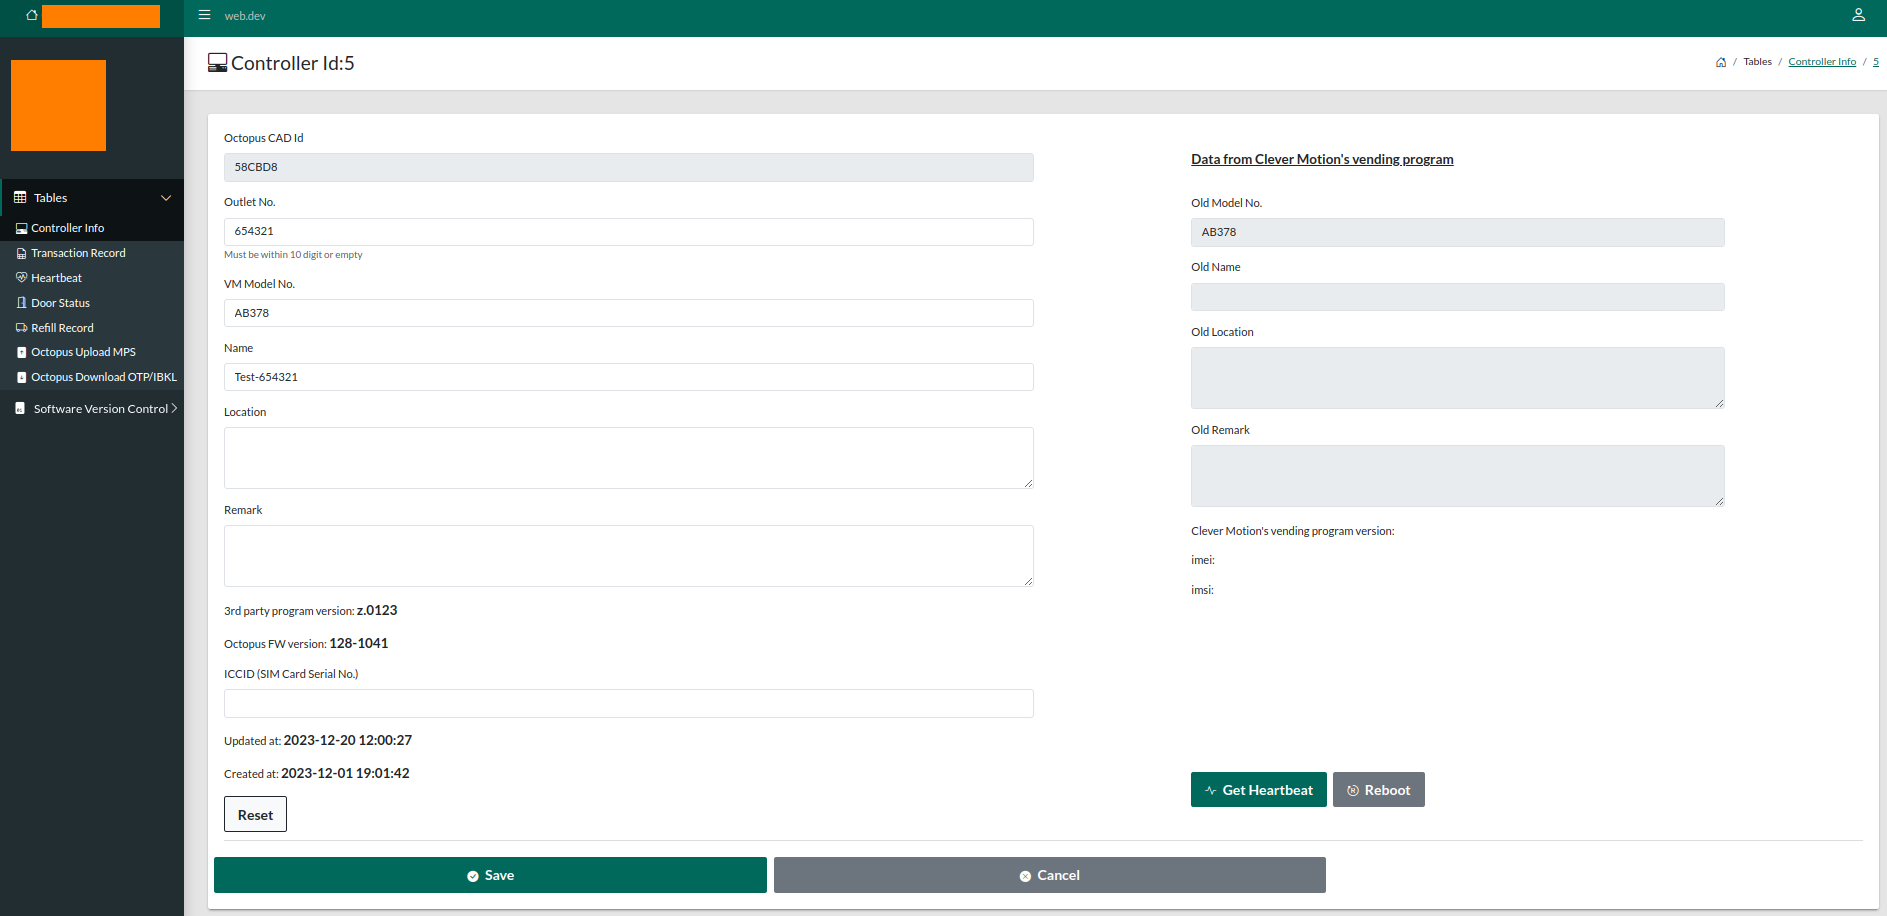 web.dev
Controller Id:5
/ Tables / Controller Info / 5
Tables
Controller Info
Transaction Record
Heartbeat
Door Status
Refill Record
Octopus Upload MPS
Octopus Download OTP/IBKL
Software Version Control
Octopus CAD Id
58CBD8
Outlet No.
654321
Must be within 10 digit or empty
VM Model No.
AB378
Name
Test-654321
Location
Remark
3rd party program version: z.0123
Octopus FW version: 128-1041
ICCID (SIM Card Serial No.)
Updated at: 2023-12-20 12:00:27
Created at: 2023-12-01 19:01:42
Reset
Data from Clever Motion's vending program
Old Model No.
AB378
Old Name
Old Location
Old Remark
Clever Motion's vending program version:
imei:
imsi:
Get Heartbeat
Reboot
Save
Cancel